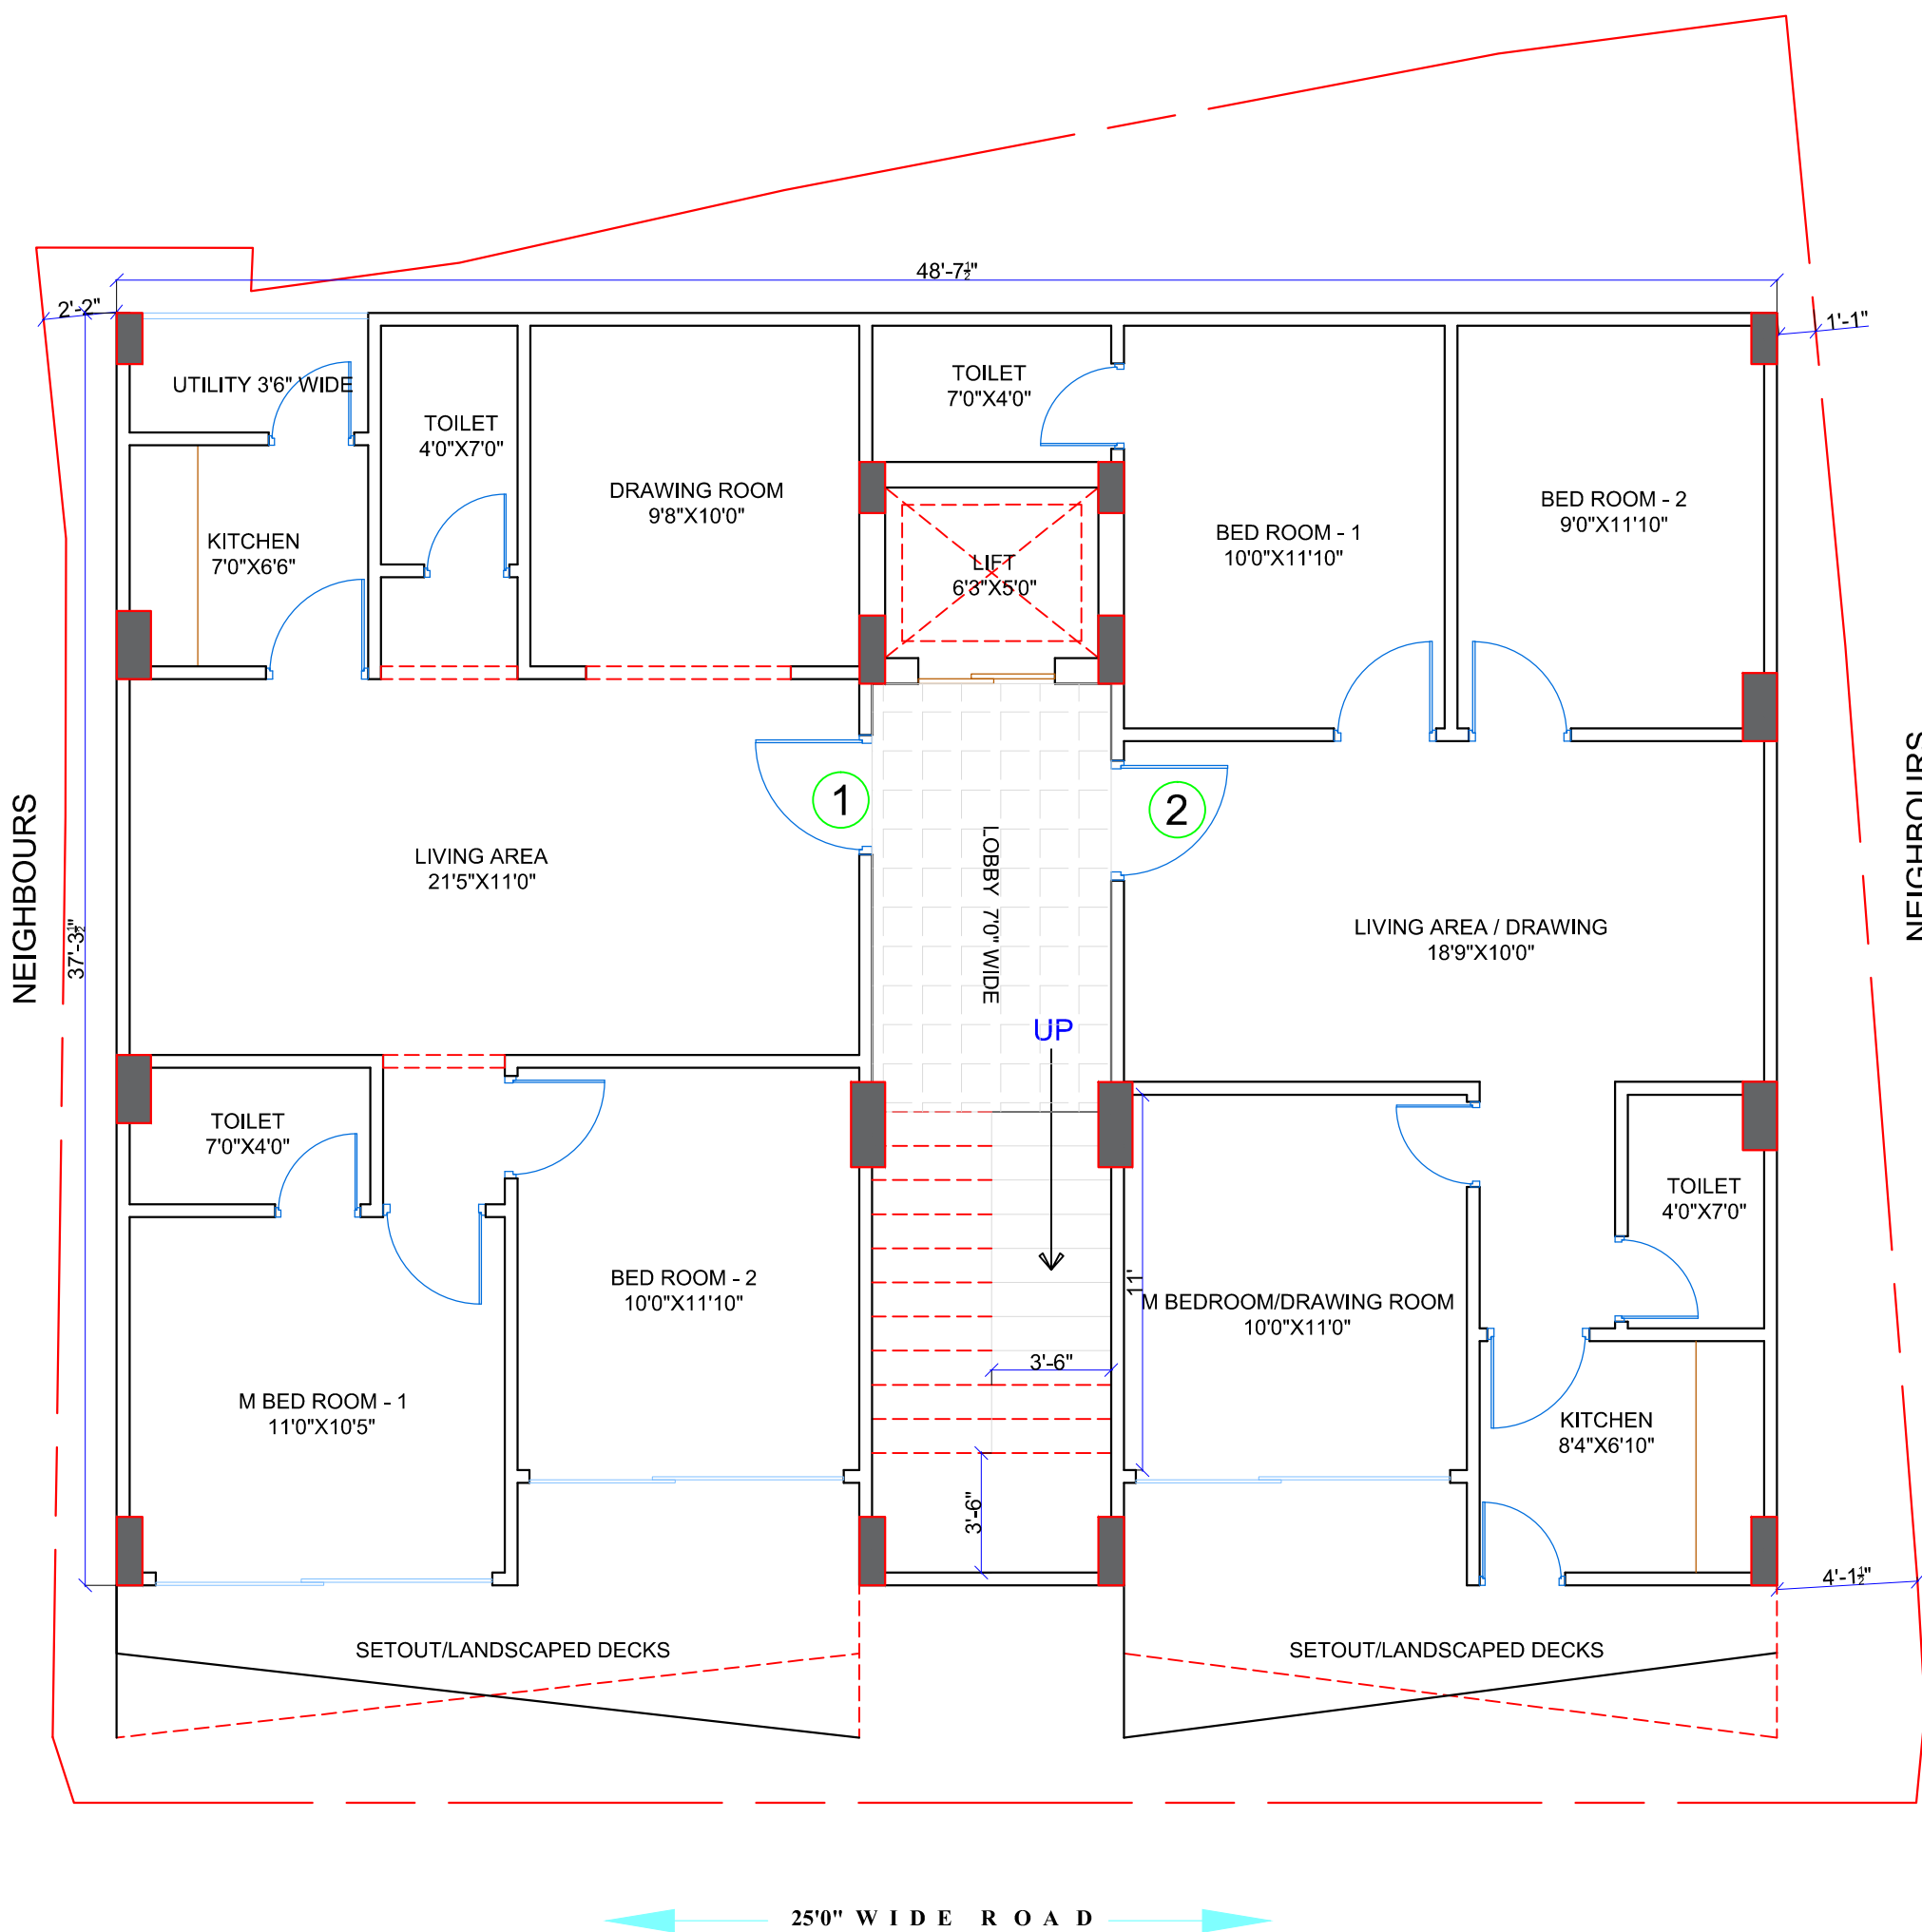 48'-7½"
2'-2"
1'-1"
UTILITY 3'6" WIDE
TOILET
4'0"X7'0"
DRAWING ROOM
9'8"X10'0"
TOILET
7'0"X4'0"
BED ROOM - 1
10'0"X11'10"
BED ROOM - 2
9'0"X11'10"
KITCHEN
7'0"X6'6"
LIFT
6'3"X5'0"
NEIGHBOURS
37'-3½"
LIVING AREA
21'5"X11'0"
1
2
LOBBY 7'0" WIDE
LIVING AREA / DRAWING
18'9"X10'0"
NEIGHBOURS
UP
TOILET
7'0"X4'0"
TOILET
4'0"X7'0"
BED ROOM - 2
10'0"X11'10"
11'
M BEDROOM/DRAWING ROOM
10'0"X11'0"
3'-6"
M BED ROOM - 1
11'0"X10'5"
KITCHEN
8'4"X6'10"
3'-6"
4'-1½"
SETOUT/LANDSCAPED DECKS
SETOUT/LANDSCAPED DECKS
25'0" WIDE ROAD